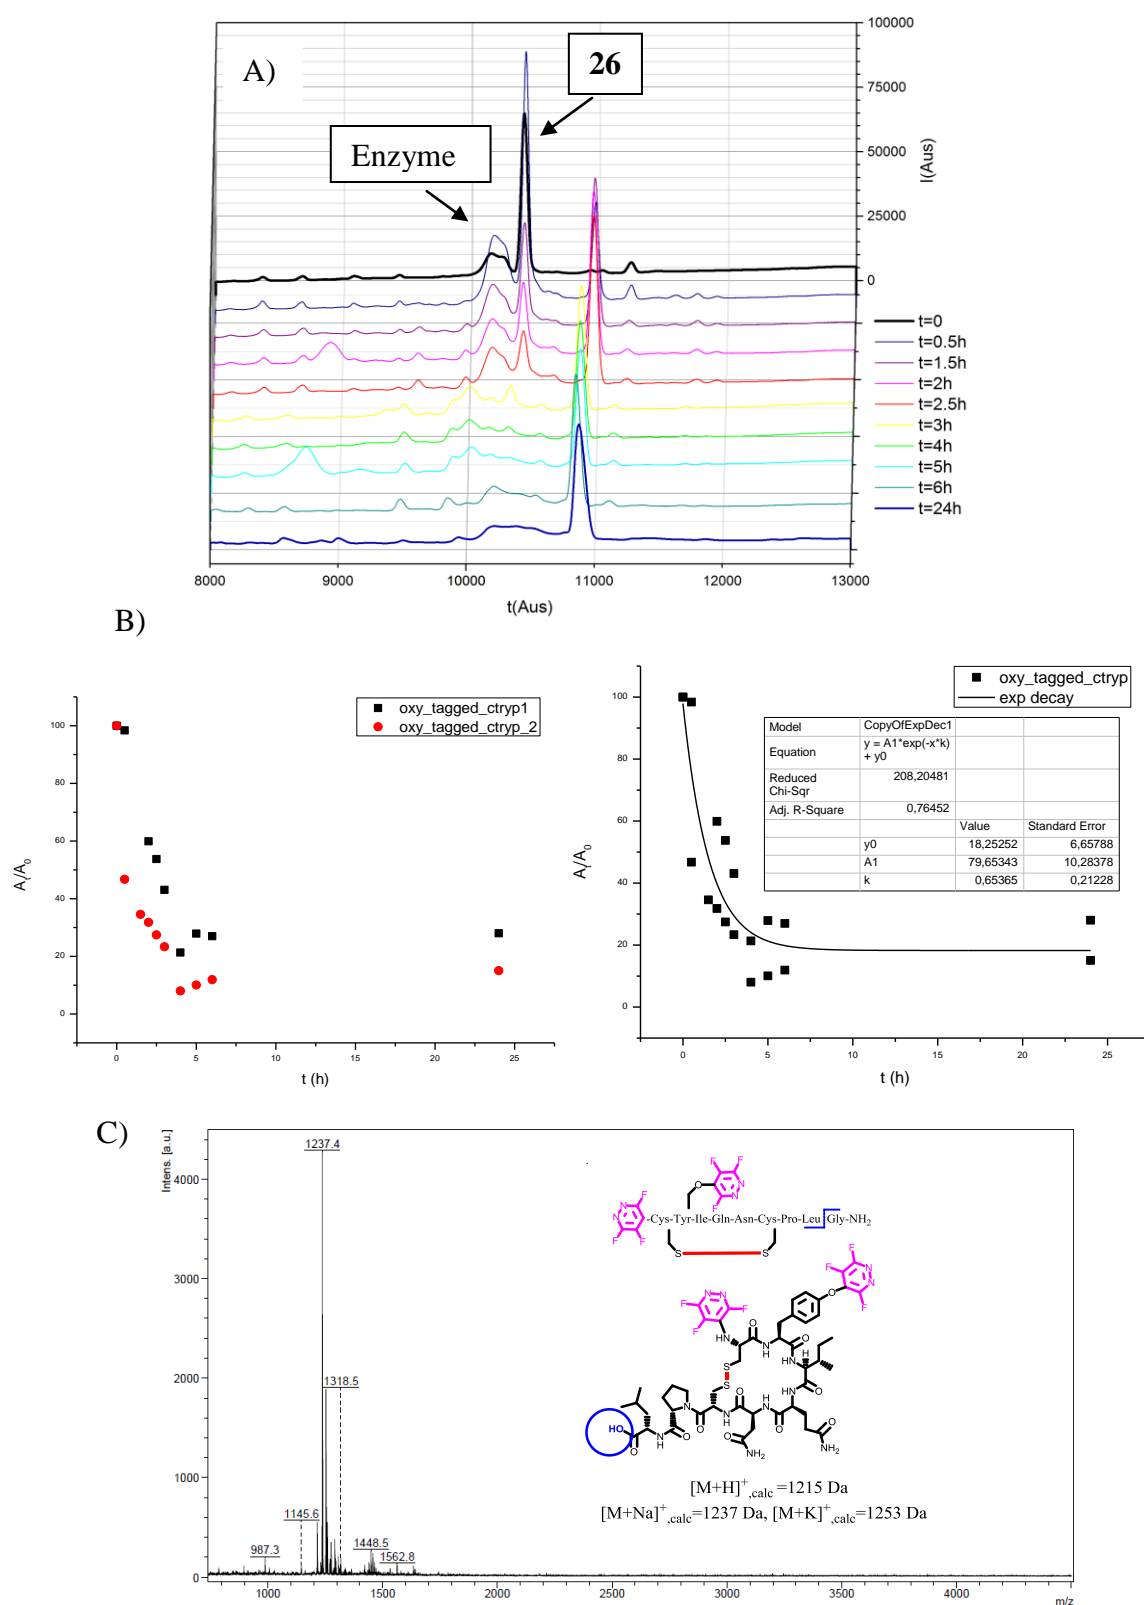 A)
26
Enzyme
100000
75000
50000
25000
0
I(Aus)
t=0
t=0.5h
t=1.5h
t=2h
t=2.5h
t=3h
t=4h
t=5h
t=6h
t=24h
8000 9000 10000 11000 12000 13000
t(Aus)
B)
oxy_tagged_ctryp1
oxy_tagged_ctryp_2
100
80
60
40
20
0
At/A0
0 5 10 15 20 25
t (h)
oxy_tagged_ctryp
exp decay
Model CopyOfExpDec1
Equation y = A1*exp(-x*k) + y0
Reduced Chi-Sqr 208,20481
Adj. R-Square 0,76452
Value Standard Error
y0 18,25252 6,65788
A1 79,65343 10,28378
k 0,65365 0,21228
100
80
60
40
20
0
At/A0
0 5 10 15 20 25
t (h)
C)
Intens. [a.u.]
4000
3000
2000
1000
0
1237.4
1318.5
1145.6
987.3
1448.5
1562.8
1000 1500 2000 2500 3000 3500 4000
m/z
F F
N N O F
F N N F F
-Cys-Tyr-Ile-Gln-Asn-Cys-Pro-Leu Gly-NH2
S S
F F N N F O
N N F F F
HN O N H O HN H O
S S
HN O
HO O N H O N O N H O N H O
O NH2 O NH2
[M+H]+,calc =1215 Da
[M+Na]+,calc=1237 Da, [M+K]+,calc=1253 Da